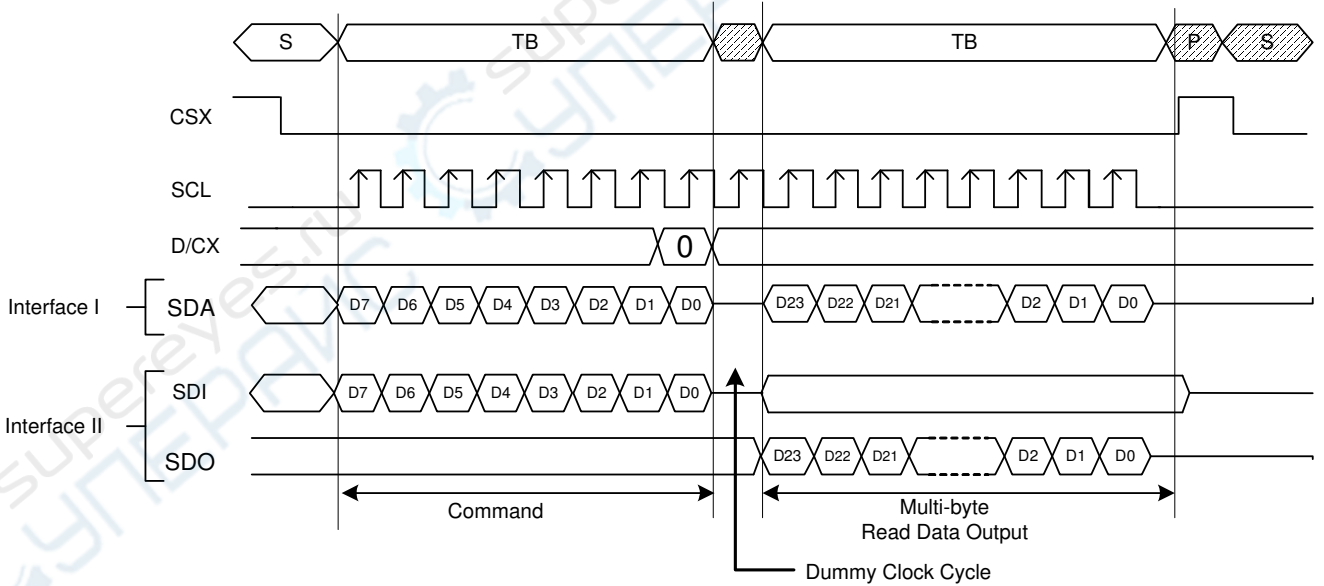 S TB TB P S
CSX
SCL
D/CX 0
Interface I SDA D7 D6 D5 D4 D3 D2 D1 D0 D23 D22 D21 D2 D1 D0
Interface II
SDI D7 D6 D5 D4 D3 D2 D1 D0
SDO D23 D22 D21 D2 D1 D0
Command
Multi-byte
Read Data Output
Dummy Clock Cycle
supereyes.ru